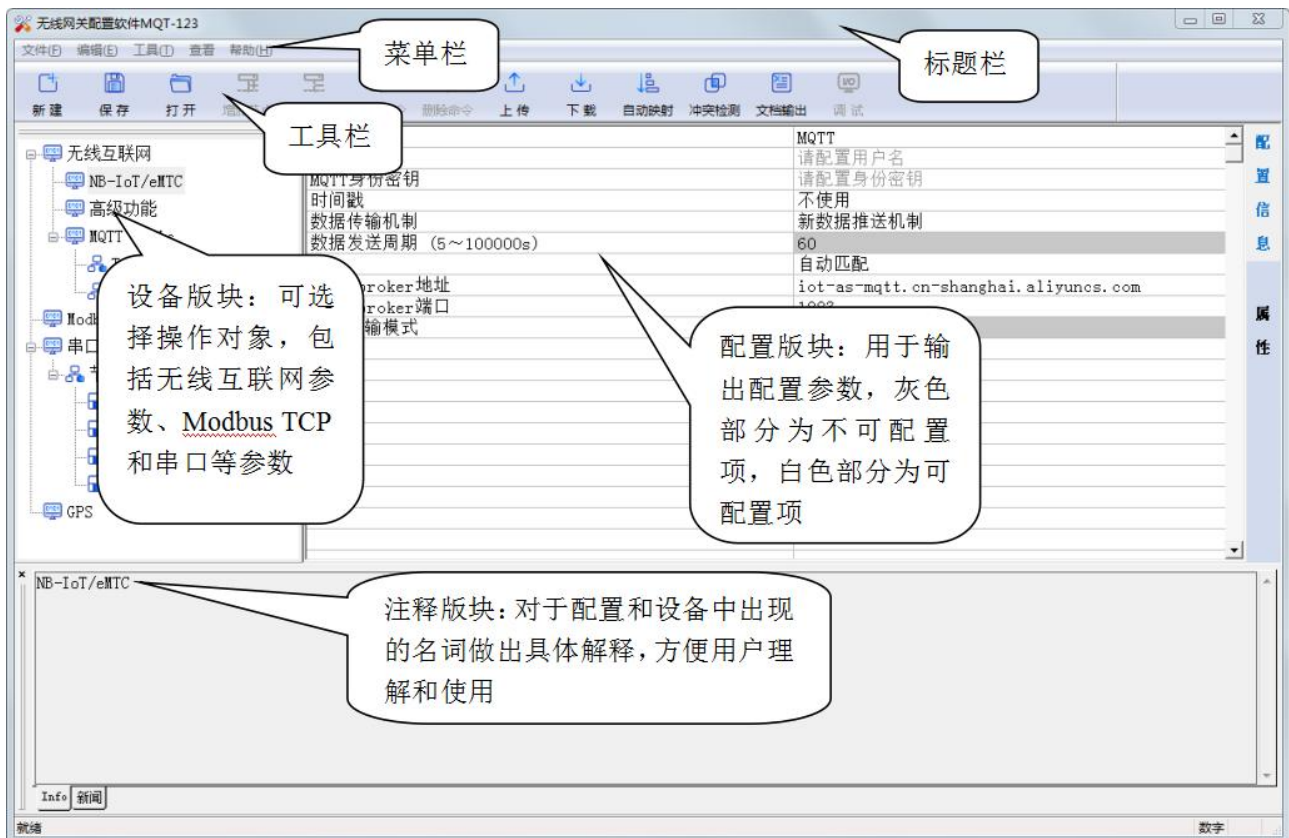 无线网关配置软件MQT-123
文件(F) 编辑(E) 工具(T) 查看 帮助(H)
菜单栏
标题栏
新建 保存 打开 删除命令 上传 下载 自动映射 冲突检测 文档输出 调试
工具栏
无线互联网
NB-IoT/eMTC
高级功能
MQTT
串口
GPS
MQTT
请配置用户名
MQTT身份密钥 请配置身份密钥
时间戳 不使用
数据传输机制 新数据推送机制
数据发送周期 (5~100000s) 60
自动匹配
roker地址 iot-as-mqtt.cn-shanghai.aliyuncs.com
roker端口
输模式
配置信息
属性
设备版块：可选
择操作对象，包
括无线互联网参
数、Modbus TCP
和串口等参数
配置版块：用于输
出配置参数，灰色
部分为不可配置
项，白色部分为可
配置项
NB-IoT/eMTC
注释版块：对于配置和设备中出现
的名词做出具体解释，方便用户理
解和使用
Info 新闻
就绪 数字